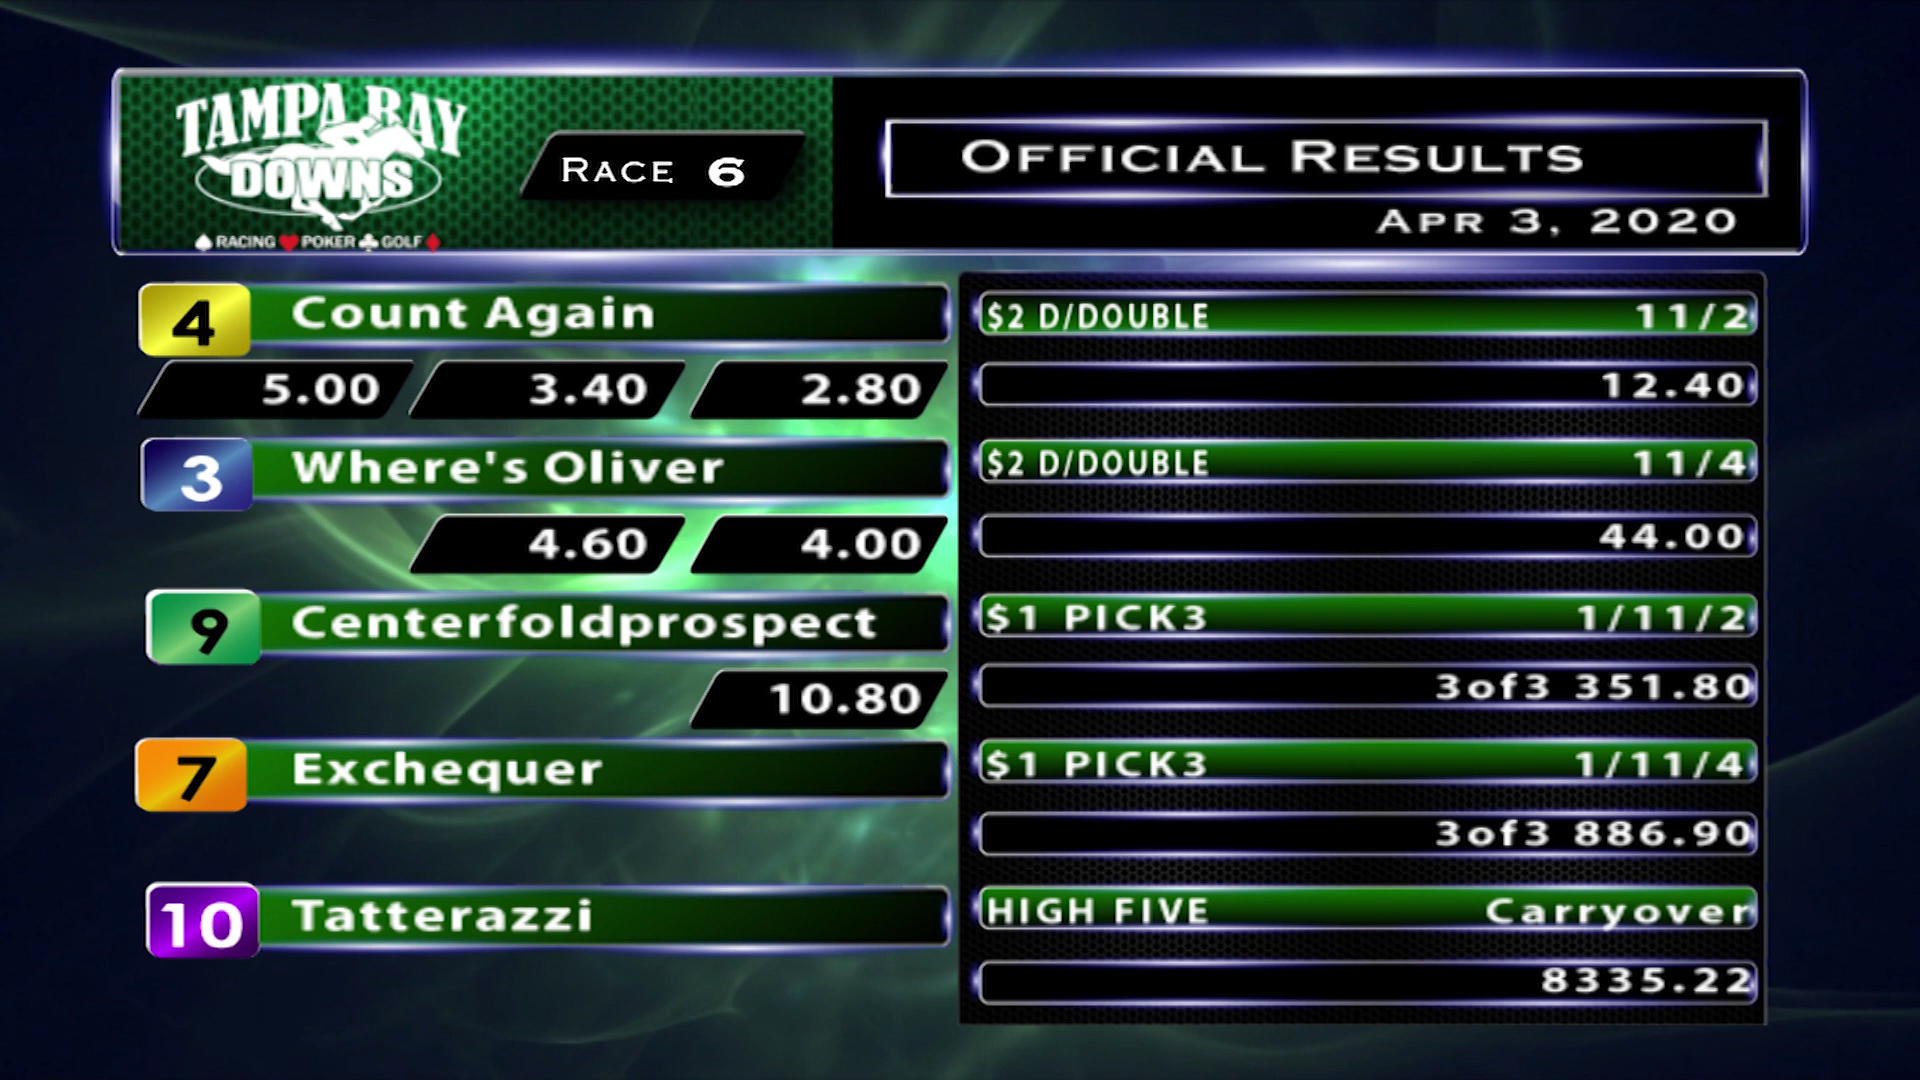 TAMPA BAY
DOWNS
RACING POKER GOLF
RACE 6
OFFICIAL RESULTS
APR 3, 2020
4 Count Again
5.00 3.40 2.80
3 Where's Oliver
4.60 4.00
9 Centerfoldprospect
10.80
7 Exchequer
10 Tatterazzi
$2 D/DOUBLE 11/2
12.40
$2 D/DOUBLE 11/4
44.00
$1 PICK3 1/11/2
3of3 351.80
$1 PICK3 1/11/4
3of3 886.90
HIGH FIVE Carryover
8335.22